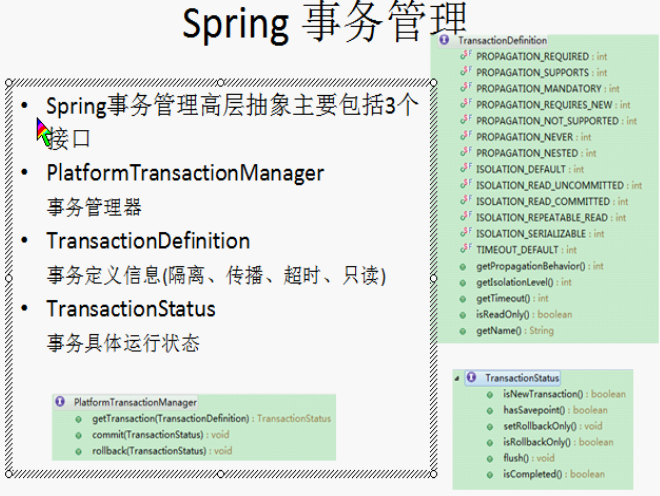 Spring 事务管理
• Spring事务管理高层抽象主要包括3个
接口
• PlatformTransactionManager
事务管理器
• TransactionDefinition
事务定义信息(隔离、传播、超时、只读)
• TransactionStatus
事务具体运行状态
PlatformTransactionManager
getTransaction(TransactionDefinition) : TransactionStatus
commit(TransactionStatus) : void
rollback(TransactionStatus) : void
TransactionDefinition
PROPAGATION_REQUIRED : int
PROPAGATION_SUPPORTS : int
PROPAGATION_MANDATORY : int
PROPAGATION_REQUIRES_NEW : int
PROPAGATION_NOT_SUPPORTED : int
PROPAGATION_NEVER : int
PROPAGATION_NESTED : int
ISOLATION_DEFAULT : int
ISOLATION_READ_UNCOMMITTED : int
ISOLATION_READ_COMMITTED : int
ISOLATION_REPEATABLE_READ : int
ISOLATION_SERIALIZABLE : int
TIMEOUT_DEFAULT : int
getPropagationBehavior() : int
getIsolationLevel() : int
getTimeout() : int
isReadOnly() : boolean
getName() : String
TransactionStatus
isNewTransaction() : boolean
hasSavepoint() : boolean
setRollbackOnly() : void
isRollbackOnly() : boolean
flush() : void
isCompleted() : boolean